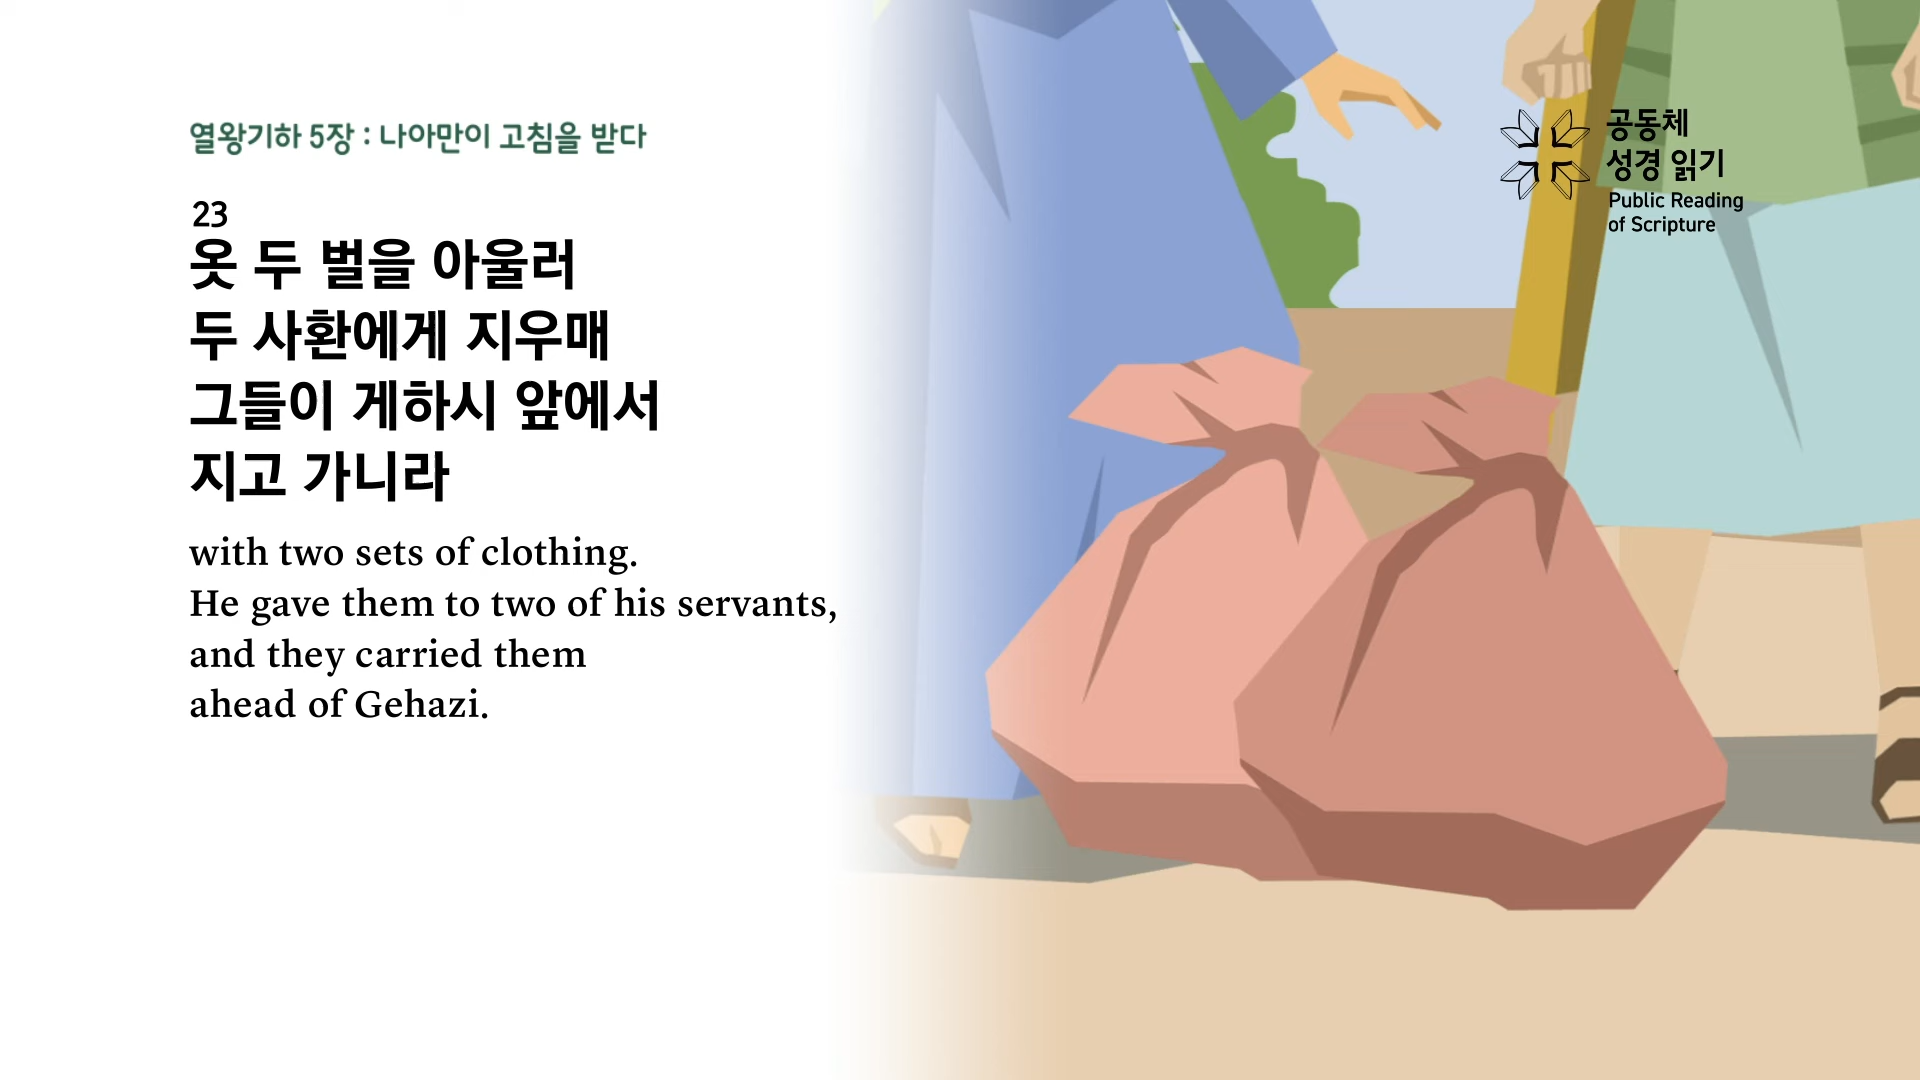 열왕기하 5장 : 나아만이 고침을 받다
23
옷 두 벌을 아울러
두 사환에게 지우매
그들이 게하시 앞에서
지고 가니라
with two sets of clothing.
He gave them to two of his servants,
and they carried them
ahead of Gehazi.
공동체
성경 읽기
Public Reading
of Scripture